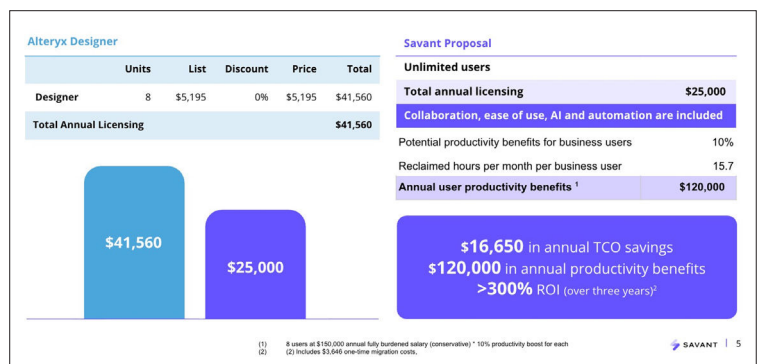 Alteryx Designer
Units List Discount Price Total
Designer 8 $5,195 0% $5,195 $41,560
Total Annual Licensing $41,560
$41,560
$25,000
Savant Proposal
Unlimited users
Total annual licensing $25,000
Collaboration, ease of use, AI and automation are included
Potential productivity benefits for business users 10%
Reclaimed hours per month per business user 15.7
Annual user productivity benefits 1 $120,000
$16,650 in annual TCO savings
$120,000 in annual productivity benefits
>300% ROI (over three years)2
(1) 8 users at $150,000 annual fully burdened salary (conservative) * 10% productivity boost for each
(2) (2) Includes $3,646 one-time migration costs.
SAVANT | 5